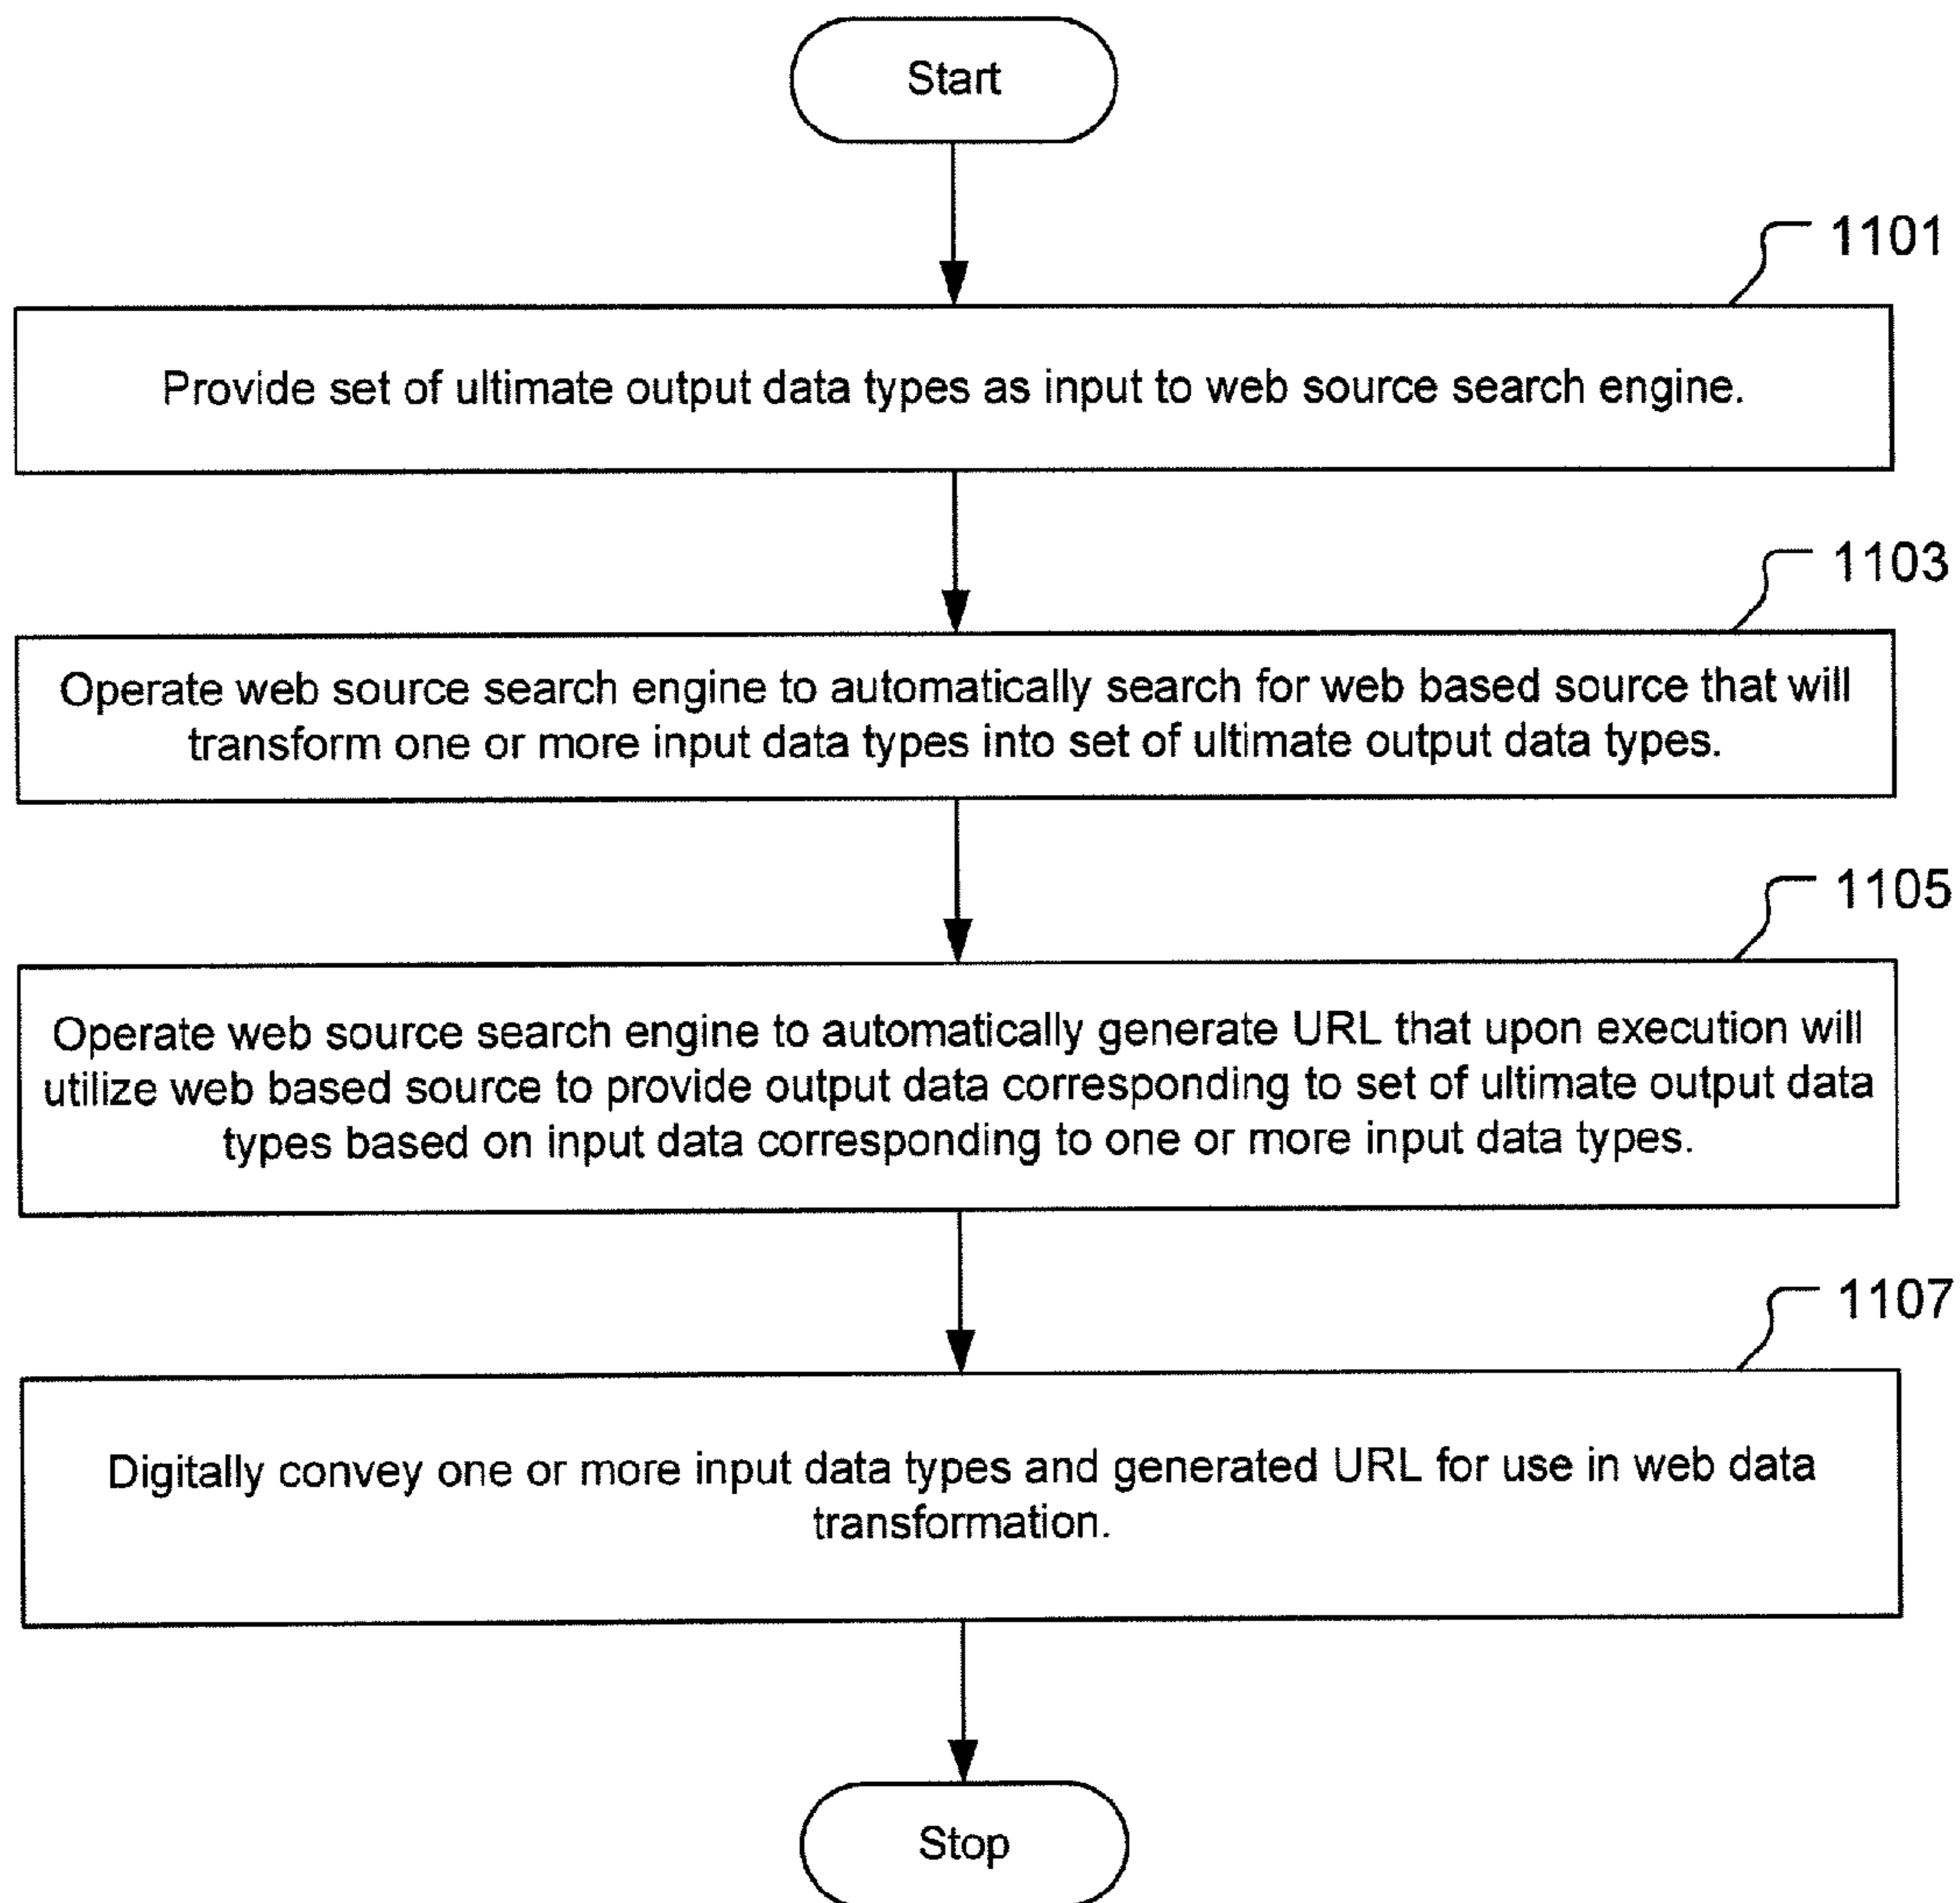 Start
1101
Provide set of ultimate output data types as input to web source search engine.
1103
Operate web source search engine to automatically search for web based source that will
transform one or more input data types into set of ultimate output data types.
1105
Operate web source search engine to automatically generate URL that upon execution will
utilize web based source to provide output data corresponding to set of ultimate output data
types based on input data corresponding to one or more input data types.
1107
Digitally convey one or more input data types and generated URL for use in web data
transformation.
Stop